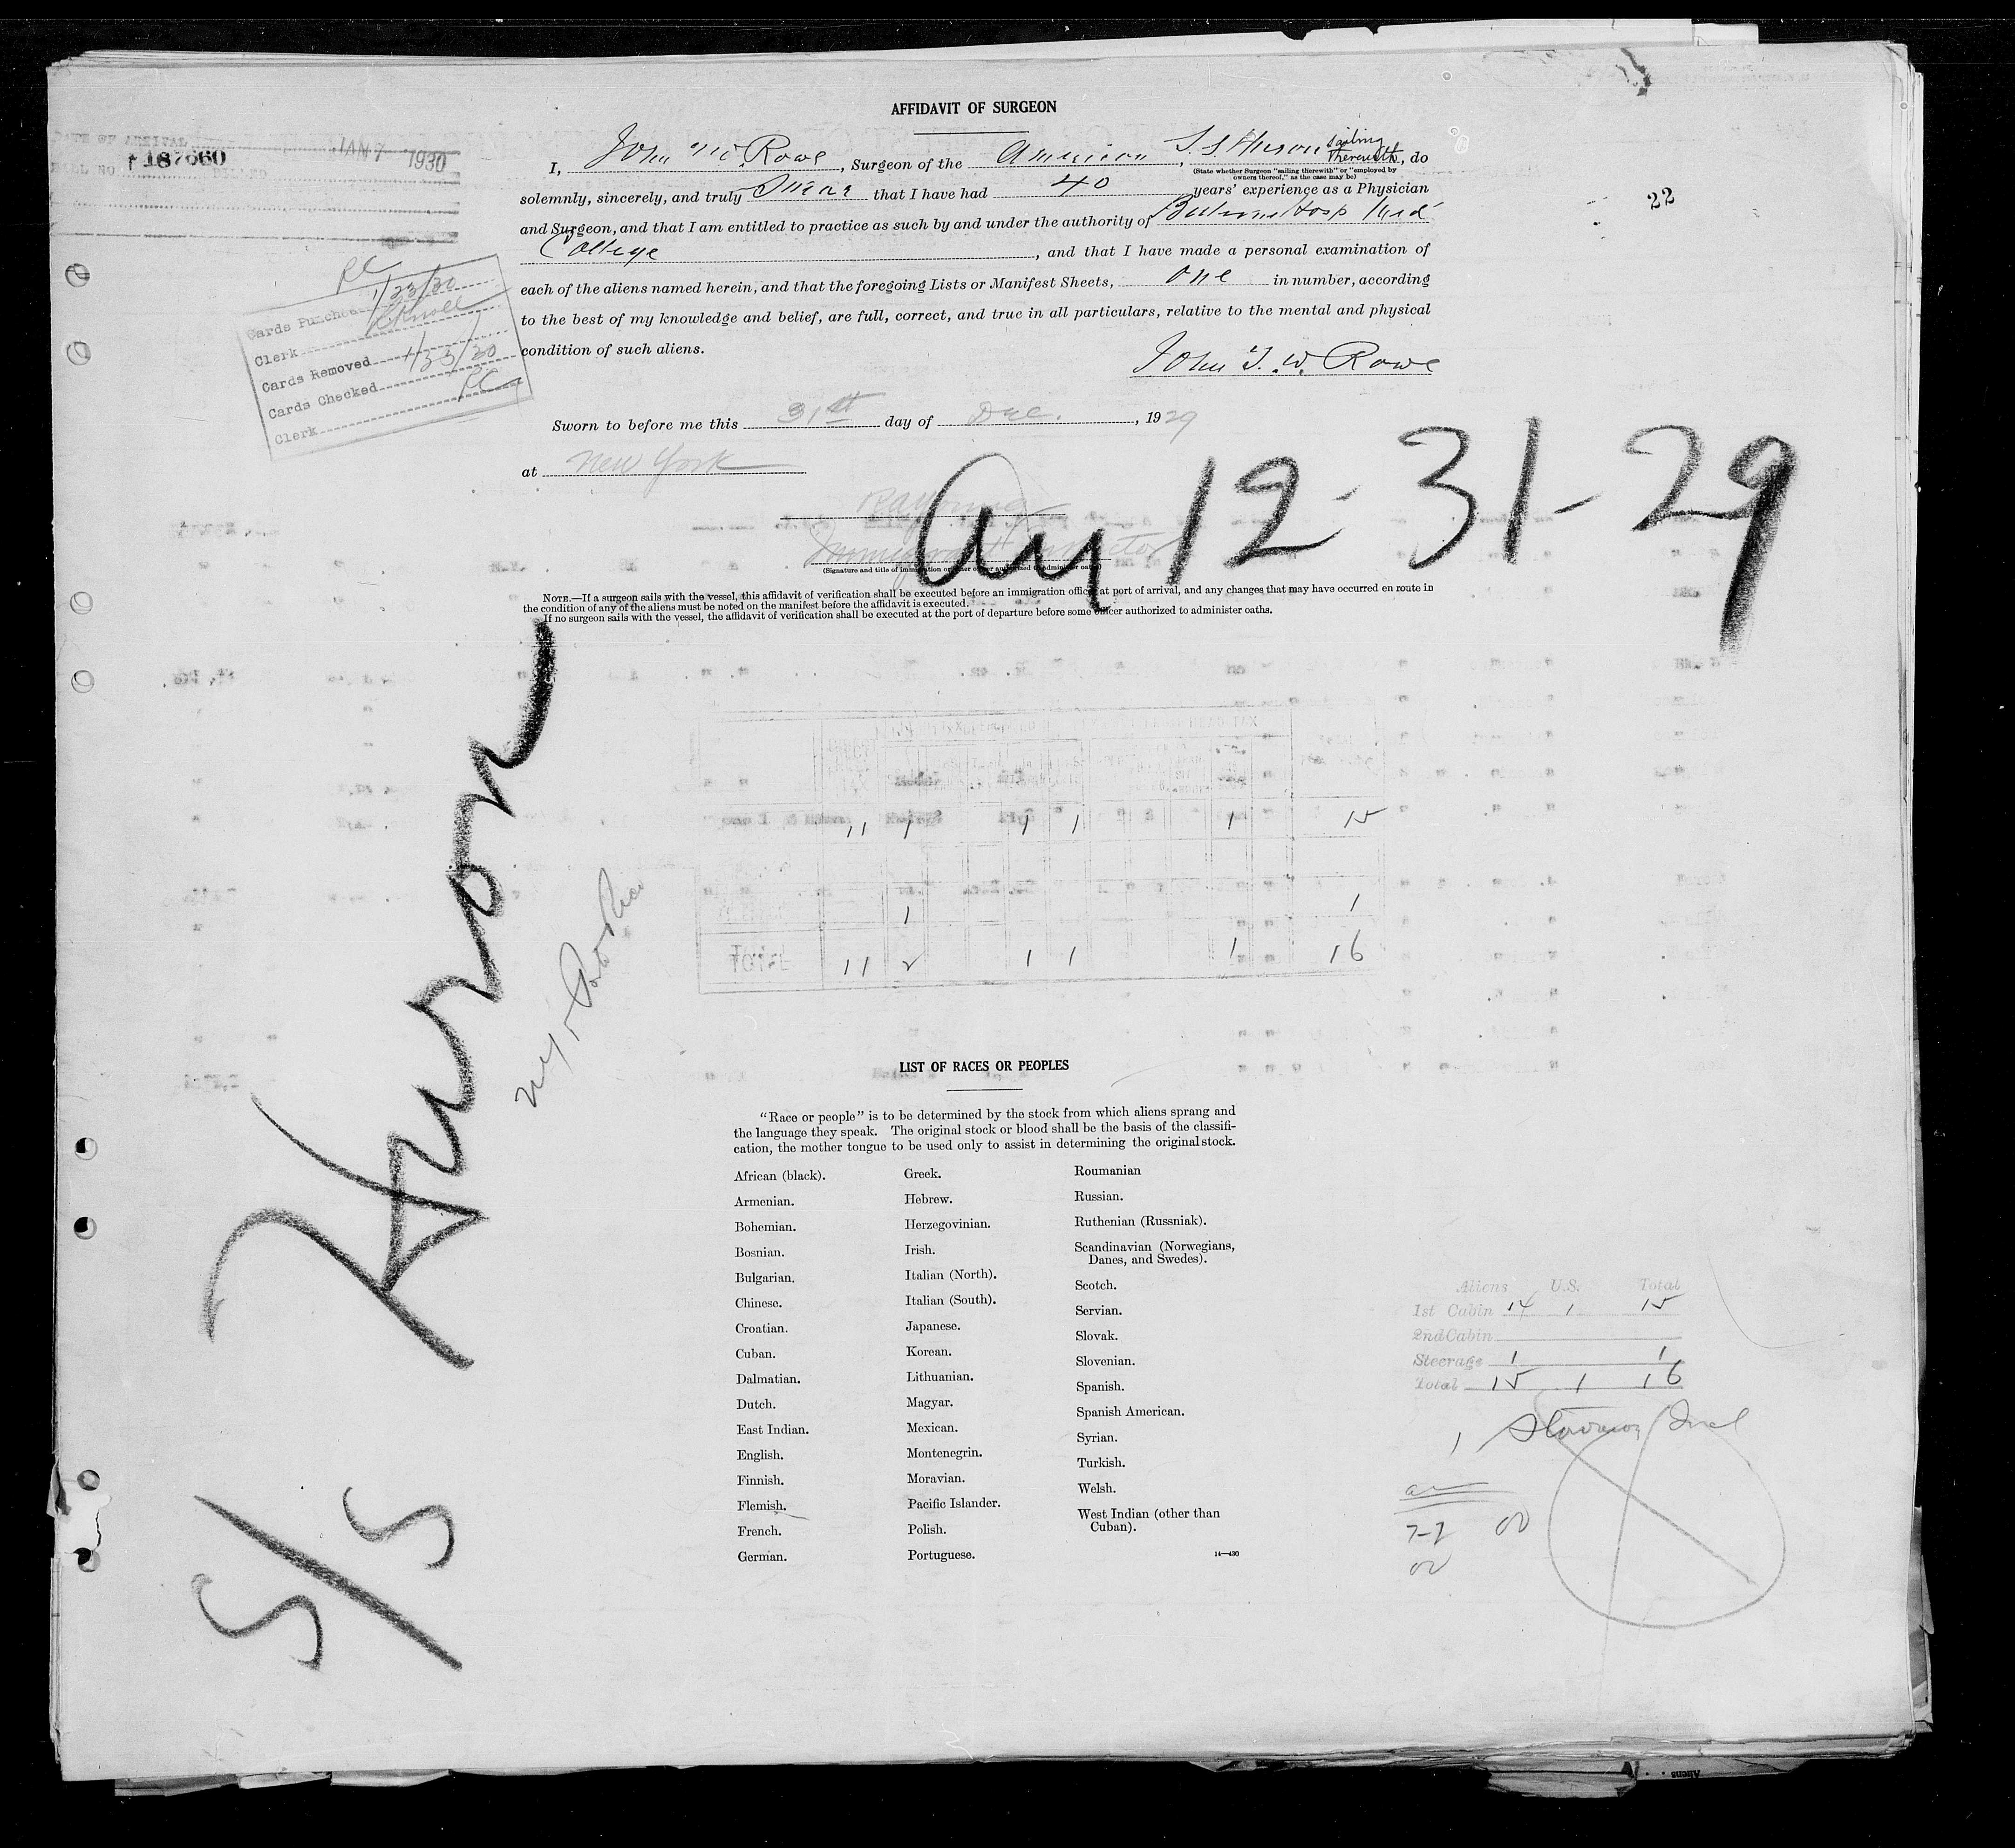 AFFIDAVIT OF SURGEON
DATE OF ARRIVAL JAN 7 1930
BILL NO. 187660 BILLED
I, John Rowe, Surgeon of the American S.S. Huron Sailing Therewith, do
(State whether Surgeon "sailing therewith" or "employed by owners thereof," as the case may be)
22
solemnly, sincerely, and truly Swear that I have had 40 years' experience as a Physician
and Surgeon, and that I am entitled to practice as such by and under the authority of Hosp Med
College, and that I have made a personal examination of
each of the aliens named herein, and that the foregoing Lists or Manifest Sheets, one in number, according
to the best of my knowledge and belief, are full, correct, and true in all particulars, relative to the mental and physical
condition of such aliens.
John T. W. Rowe
Cards Punched
Clerk
Cards Removed
Cards Checked
Clerk
Sworn to before me this 31st day of Dec., 1929
at New York
Immigrant Inspector
(Signature and title of immigration officer or other officer authorized to administer oaths)
12-31-29
NOTE.—If a surgeon sails with the vessel, this affidavit of verification shall be executed before an immigration officer at port of arrival, and any changes that may have occurred en route in
the condition of any of the aliens must be noted on the manifest before the affidavit is executed.
If no surgeon sails with the vessel, the affidavit of verification shall be executed at the port of departure before some officer authorized to administer oaths.
S/S Huron
11 1 1 1 1 15
1 1
TOTAL 11 2 1 1 1 16
LIST OF RACES OR PEOPLES
"Race or people" is to be determined by the stock from which aliens sprang and
the language they speak. The original stock or blood shall be the basis of the classifi-
cation, the mother tongue to be used only to assist in determining the original stock.
African (black).
Armenian.
Bohemian.
Bosnian.
Bulgarian.
Chinese.
Croatian.
Cuban.
Dalmatian.
Dutch.
East Indian.
English.
Finnish.
Flemish.
French.
German.
Greek.
Hebrew.
Herzegovinian.
Irish.
Italian (North).
Italian (South).
Japanese.
Korean.
Lithuanian.
Magyar.
Mexican.
Montenegrin.
Moravian.
Pacific Islander.
Polish.
Portuguese.
Roumanian
Russian.
Ruthenian (Russniak).
Scandinavian (Norwegians,
Danes, and Swedes).
Scotch.
Servian.
Slovak.
Slovenian.
Spanish.
Spanish American.
Syrian.
Turkish.
Welsh.
West Indian (other than
Cuban).
14—430
Aliens U.S. Total
1st Cabin 14 1 15
2nd Cabin
Steerage 1 1
Total 15 1 16